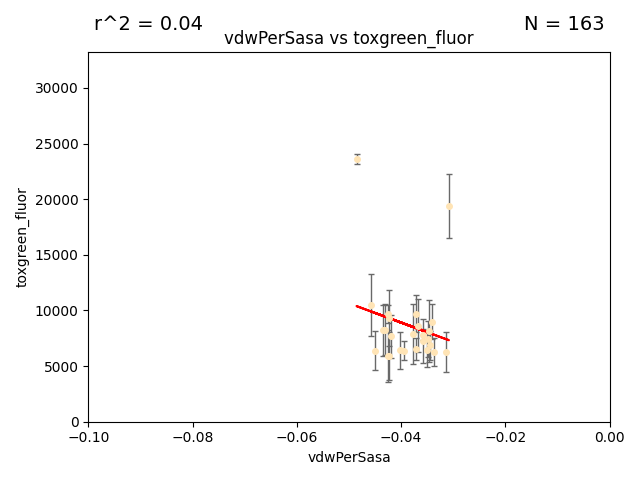 r^2 = 0.04
N = 163
vdwPerSasa vs toxgreen_fluor
30000
25000
20000
15000
10000
5000
0
toxgreen_fluor
−0.10
−0.08
−0.06
−0.04
−0.02
0.00
vdwPerSasa